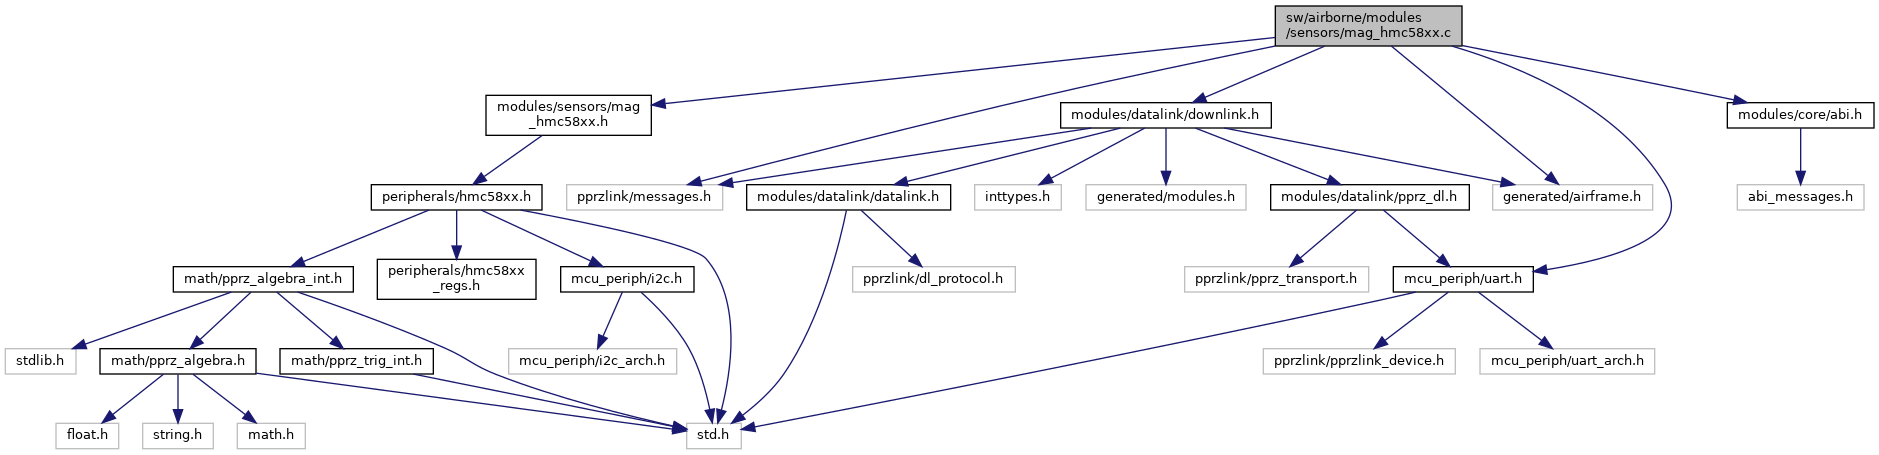 sw/airborne/modules
/sensors/mag_hmc58xx.c
modules/sensors/mag
_hmc58xx.h
modules/datalink/downlink.h
modules/core/abi.h
peripherals/hmc58xx.h
pprzlink/messages.h
modules/datalink/datalink.h
inttypes.h
generated/modules.h
modules/datalink/pprz_dl.h
generated/airframe.h
abi_messages.h
math/pprz_algebra_int.h
peripherals/hmc58xx
_regs.h
mcu_periph/i2c.h
pprzlink/dl_protocol.h
pprzlink/pprz_transport.h
mcu_periph/uart.h
stdlib.h
math/pprz_algebra.h
math/pprz_trig_int.h
mcu_periph/i2c_arch.h
pprzlink/pprzlink_device.h
mcu_periph/uart_arch.h
float.h
string.h
math.h
std.h